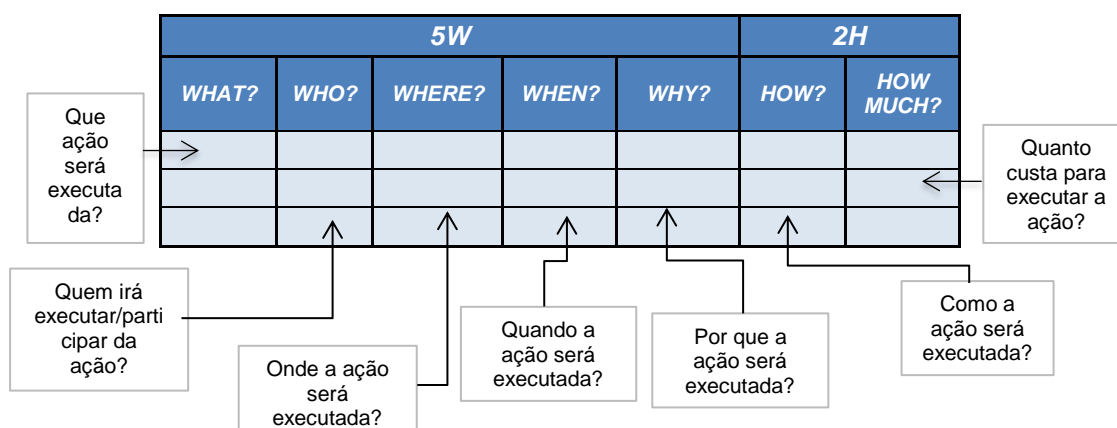 5W
2H
WHAT?
WHO?
WHERE?
WHEN?
WHY?
HOW?
HOW
MUCH?
Que
ação
será
executa
da?
Quanto
custa para
executar a
ação?
Quem irá
executar/parti
cipar da
ação?
Onde a ação
será
executada?
Quando a
ação será
executada?
Por que a
ação será
executada?
Como a
ação será
executada?